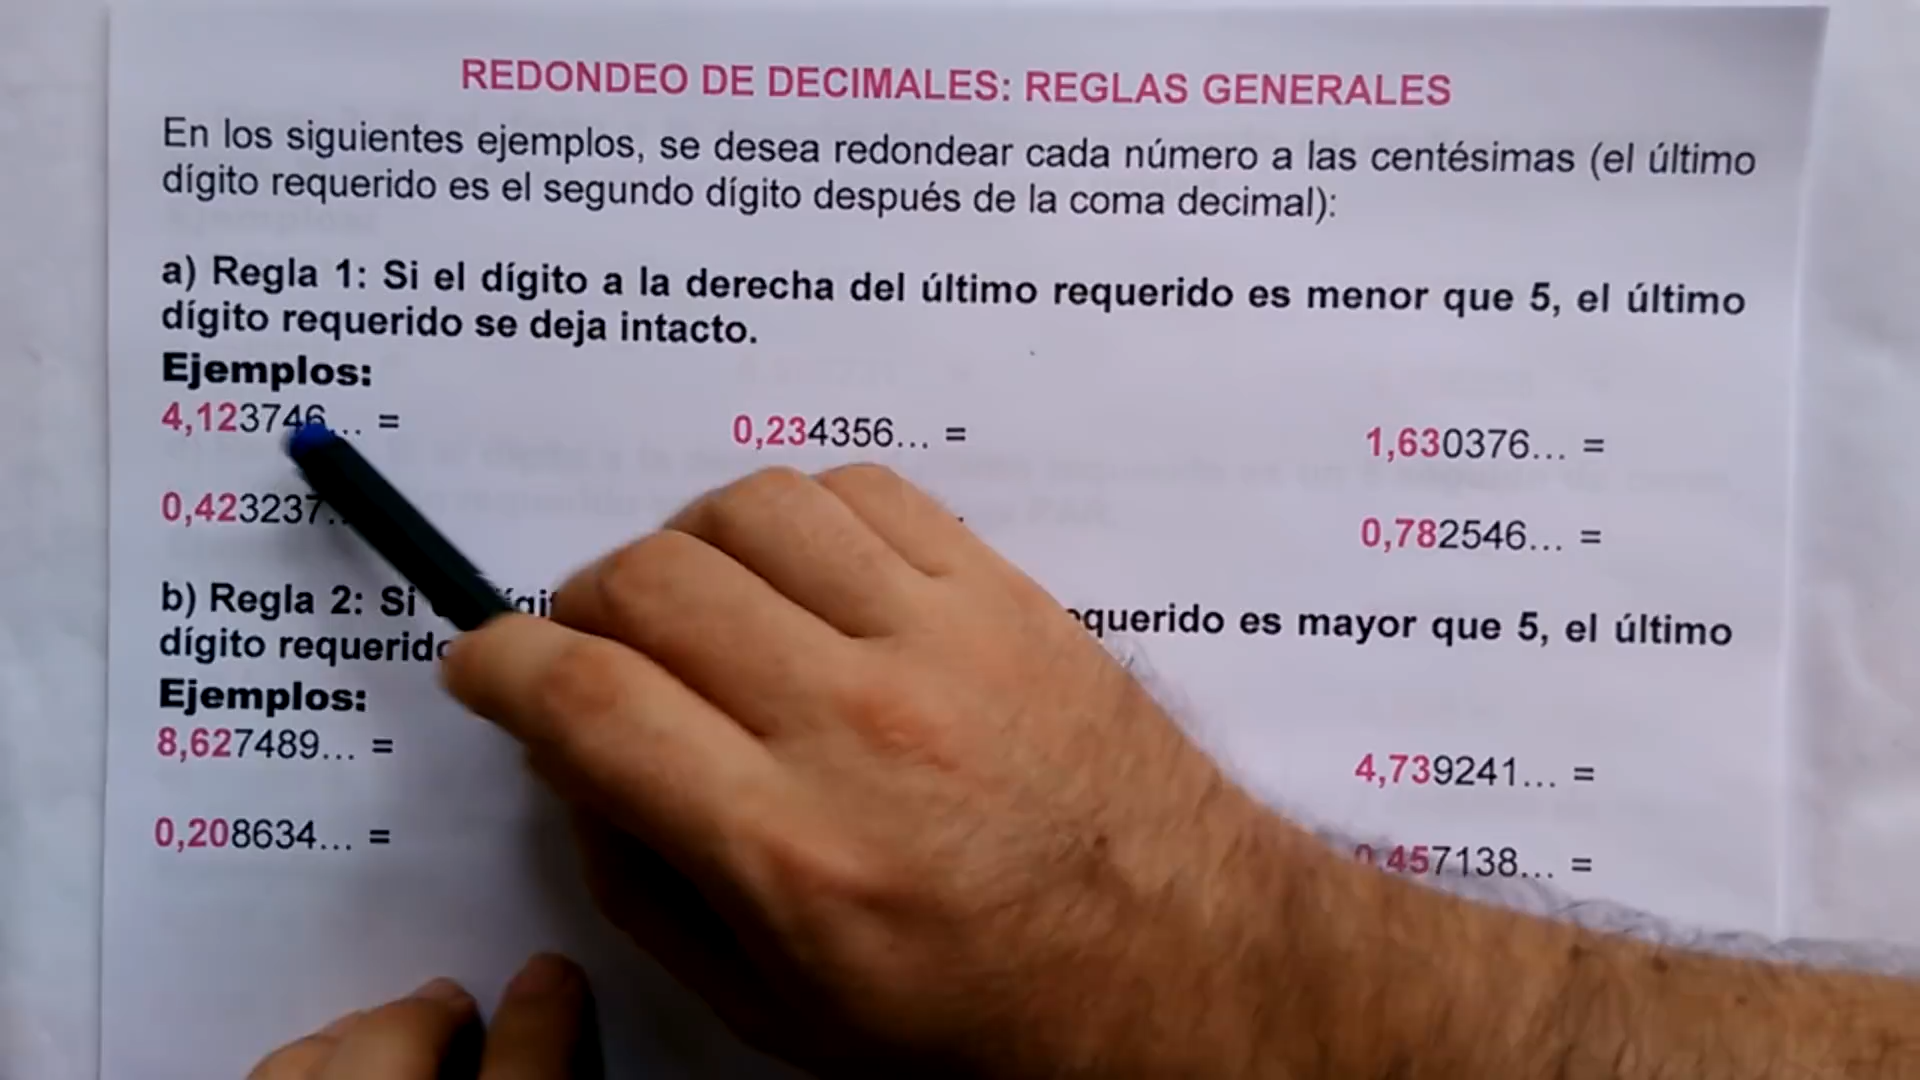 REDONDEO DE DECIMALES: REGLAS GENERALES
En los siguientes ejemplos, se desea redondear cada número a las centésimas (el último
dígito requerido es el segundo dígito después de la coma decimal):
a) Regla 1: Si el dígito a la derecha del último requerido es menor que 5, el último
dígito requerido se deja intacto.
Ejemplos:
4,123746... = 0,234356... = 1,630376... =
0,423237. 0,782546... =
b) Regla 2: Si querido es mayor que 5, el último
dígito requerido
Ejemplos:
8,627489... = 4,739241... =
0,208634... = 0,457138... =